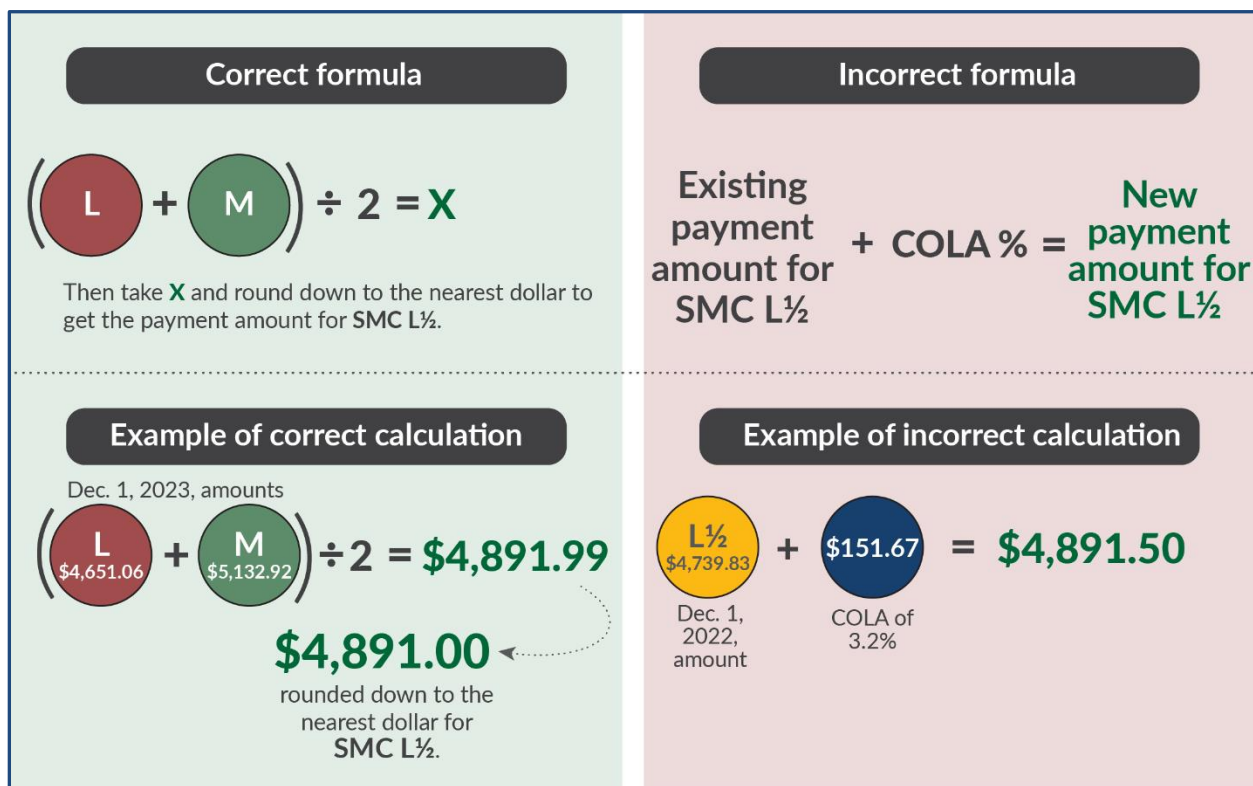 Correct formula
( L + M ) ÷ 2 = X
Then take X and round down to the nearest dollar to
get the payment amount for SMC L½.
Incorrect formula
Existing
payment
amount for
SMC L½
+ COLA % =
New
payment
amount for
SMC L½
Example of correct calculation
Dec. 1, 2023, amounts
( L
$4,651.06
+ M
$5,132.92
) ÷ 2 = $4,891.99
$4,891.00
rounded down to the
nearest dollar for
SMC L½.
Example of incorrect calculation
L½
$4,739.83
+ $151.67 = $4,891.50
Dec. 1,
2022,
amount
COLA of
3.2%